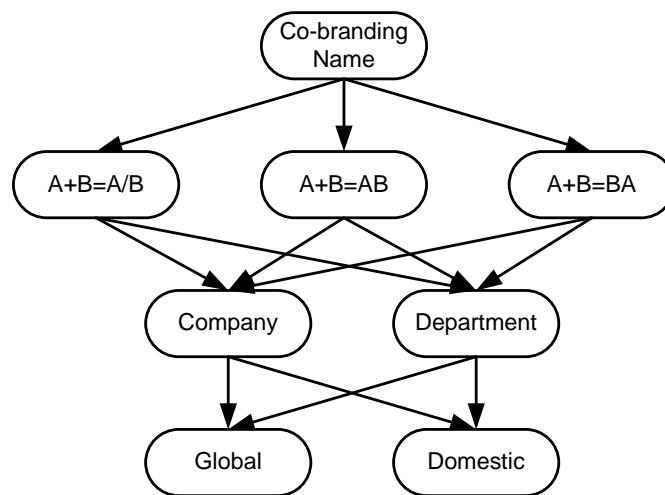 Co-branding
Name
A+B=A/B
A+B=AB
A+B=BA
Company
Department
Global
Domestic